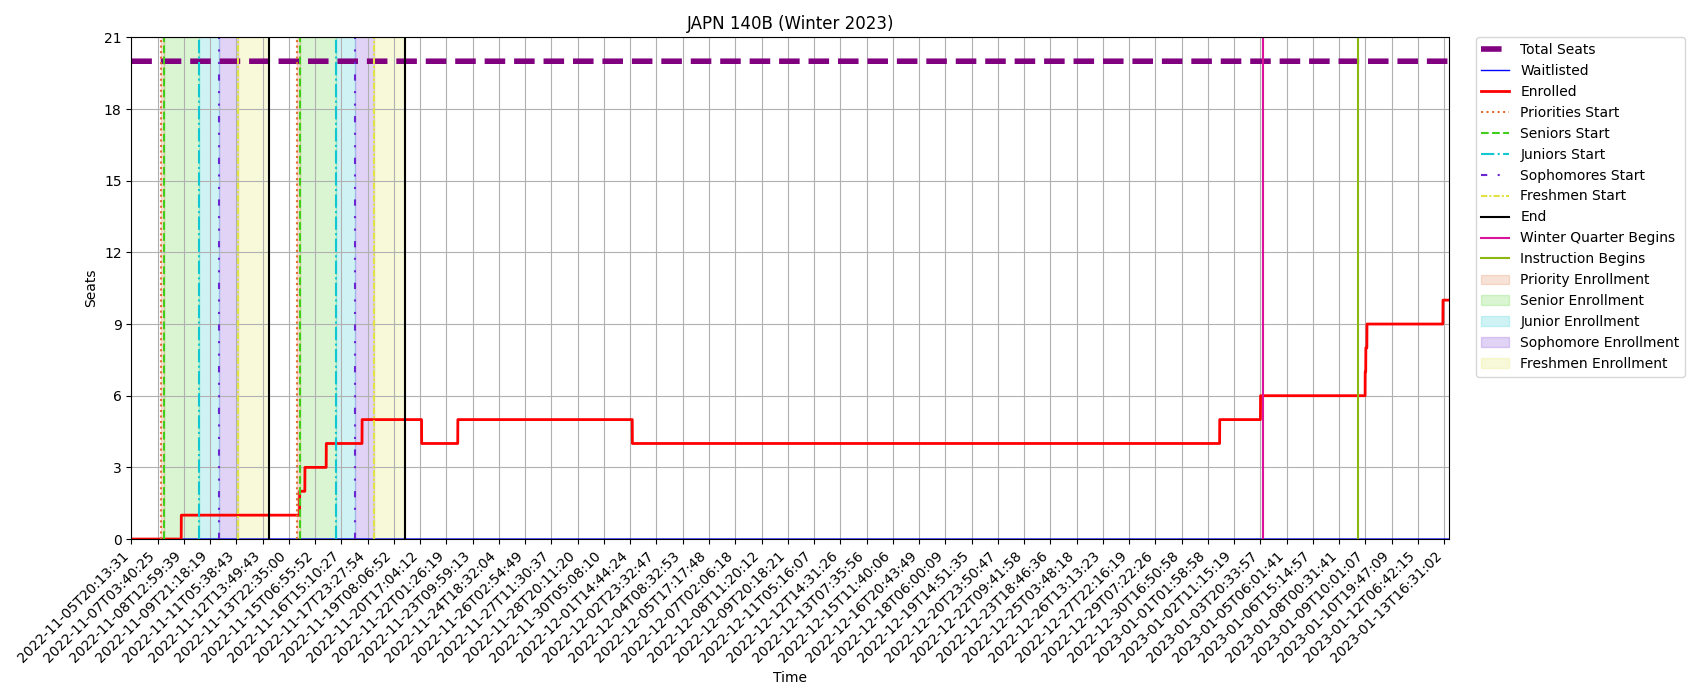 JAPN 140B (Winter 2023)
Seats
21
18
15
12
9
6
3
0
2022-11-05T20:13:31
2022-11-07T03:40:25
2022-11-08T12:59:39
2022-11-09T21:18:19
2022-11-11T05:38:43
2022-11-12T13:49:43
2022-11-13T22:35:00
2022-11-15T06:55:52
2022-11-16T15:10:27
2022-11-17T23:27:54
2022-11-19T08:06:52
2022-11-20T17:04:12
2022-11-22T01:26:19
2022-11-23T09:59:13
2022-11-24T18:32:04
2022-11-26T02:54:49
2022-11-27T11:30:37
2022-11-28T20:11:20
2022-11-30T05:08:10
2022-12-01T14:44:24
2022-12-02T23:32:47
2022-12-04T08:32:53
2022-12-05T17:17:48
2022-12-07T02:06:18
2022-12-08T11:20:12
2022-12-09T20:18:21
2022-12-11T05:16:07
2022-12-12T14:31:26
2022-12-13T07:35:56
2022-12-15T11:40:06
2022-12-16T20:43:49
2022-12-18T06:00:09
2022-12-19T14:51:35
2022-12-20T23:50:47
2022-12-22T09:41:58
2022-12-23T18:46:36
2022-12-25T03:48:18
2022-12-26T13:13:23
2022-12-27T22:16:19
2022-12-29T07:22:26
2022-12-30T16:50:58
2023-01-01T01:58:58
2023-01-02T11:15:19
2023-01-03T20:33:57
2023-01-05T06:01:41
2023-01-06T15:14:57
2023-01-08T00:31:41
2023-01-09T10:01:07
2023-01-10T19:47:09
2023-01-12T06:42:15
2023-01-13T16:31:02
Time
Total Seats
Waitlisted
Enrolled
Priorities Start
Seniors Start
Juniors Start
Sophomores Start
Freshmen Start
End
Winter Quarter Begins
Instruction Begins
Priority Enrollment
Senior Enrollment
Junior Enrollment
Sophomore Enrollment
Freshmen Enrollment